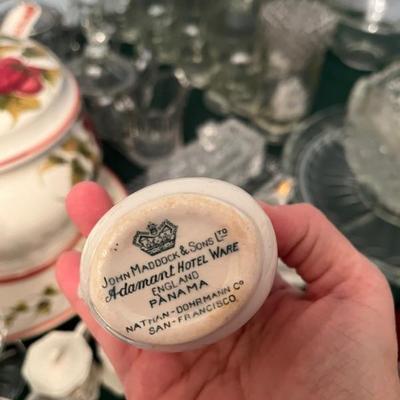 JOHN MADDOCK & SONS LTD
Adamant HOTEL WARE
ENGLAND
PANAMA
NATHAN-DOHRMANN CO
SAN-FRANCISCO.